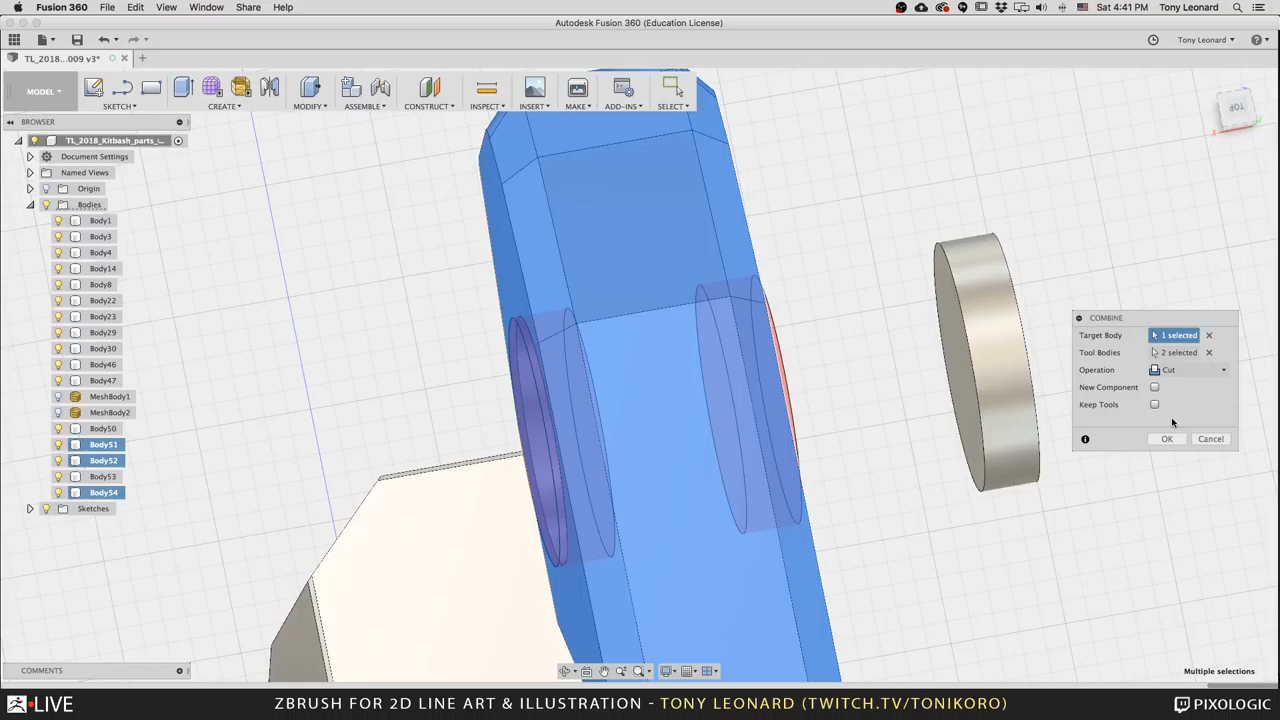 Fusion 360 File Edit View Window Share Help
Sat 4:41 PM Tony Leonard
Autodesk Fusion 360 (Education License)
Tony Leonard
TL_2018...009 v3*
MODEL
SKETCH
CREATE
MODIFY
ASSEMBLE
CONSTRUCT
INSPECT
INSERT
MAKE
ADD-INS
SELECT
TOP
X
Y
BROWSER
TL_2018_Kitbash_parts_...
Document Settings
Named Views
Origin
Bodies
Body1
Body3
Body4
Body14
Body8
Body22
Body23
Body29
Body30
Body46
Body47
MeshBody1
MeshBody2
Body50
Body51
Body52
Body53
Body54
Sketches
COMBINE
Target Body 1 selected
Tool Bodies 2 selected
Operation Cut
New Component
Keep Tools
OK Cancel
COMMENTS
Multiple selections
LIVE
ZBRUSH FOR 2D LINE ART & ILLUSTRATION - TONY LEONARD (TWITCH.TV/TONIKORO)
PIXOLOGIC